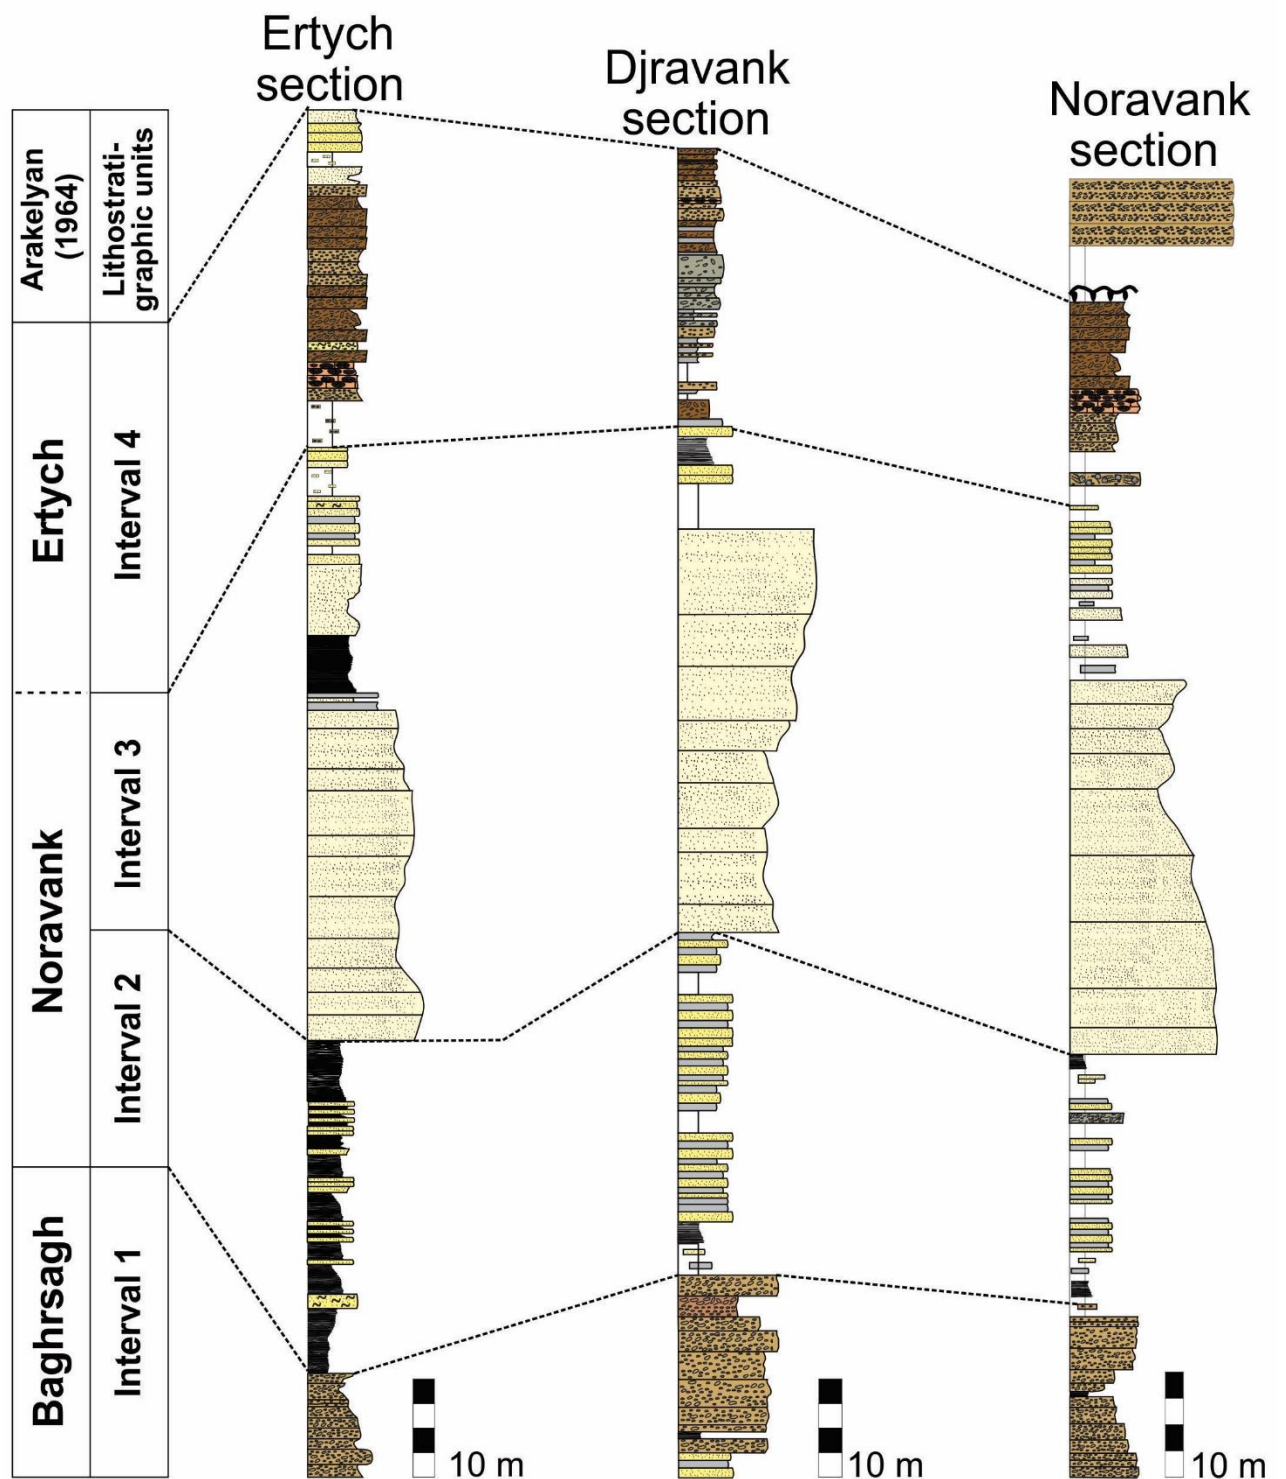 Ertych
section
Djravank
section
Noravank
section
Arakelyan
(1964)
Lithostrati-
graphic units
Ertych
Interval 4
Noravank
Interval 3
Interval 2
Baghrsagh
Interval 1
10 m
10 m
10 m